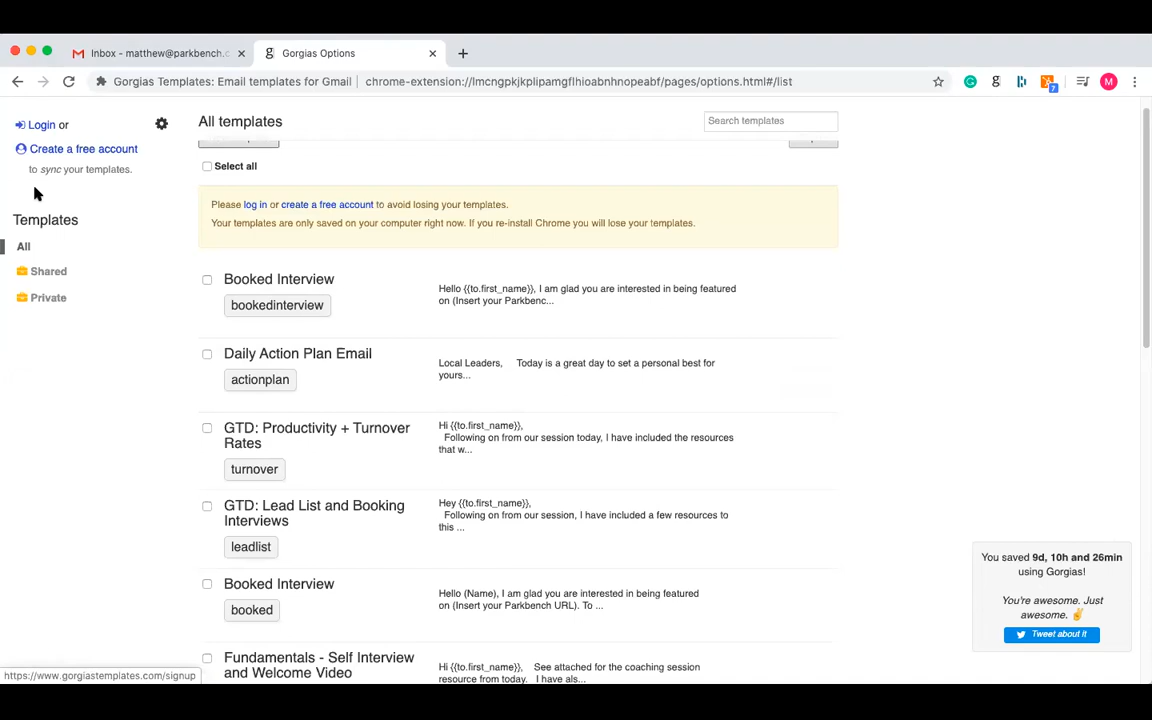 Inbox - matthew@parkbench.c
Gorgias Options
Gorgias Templates: Email templates for Gmail
chrome-extension://lmcngpkjkplipamgflhioabnhnopeabf/pages/options.html#/list
?
M
Login or
Create a free account
to sync your templates.
Templates
All
Shared
Private
All templates
Search templates
Select all
Please log in or create a free account to avoid losing your templates.
Your templates are only saved on your computer right now. If you re-install Chrome you will lose your templates.
Booked Interview
bookedinterview
Hello {{to.first_name}}, I am glad you are interested in being featured
on (Insert your Parkbenc...
Daily Action Plan Email
actionplan
Local Leaders, Today is a great day to set a personal best for
yours...
GTD: Productivity + Turnover
Rates
turnover
Hi {{to.first_name}},
Following on from our session today, I have included the resources
that w...
GTD: Lead List and Booking
Interviews
leadlist
Hey {{to.first_name}},
Following on from our session, I have included a few resources to
this ...
Booked Interview
booked
Hello (Name), I am glad you are interested in being featured
on (Insert your Parkbench URL). To ...
Fundamentals - Self Interview
and Welcome Video
Hi {{to.first_name}}, See attached for the coaching session
resource from today. I have als...
You saved 9d, 10h and 26min
using Gorgias!
You're awesome. Just
awesome. ✌
Tweet about it
https://www.gorgiastemplates.com/signup